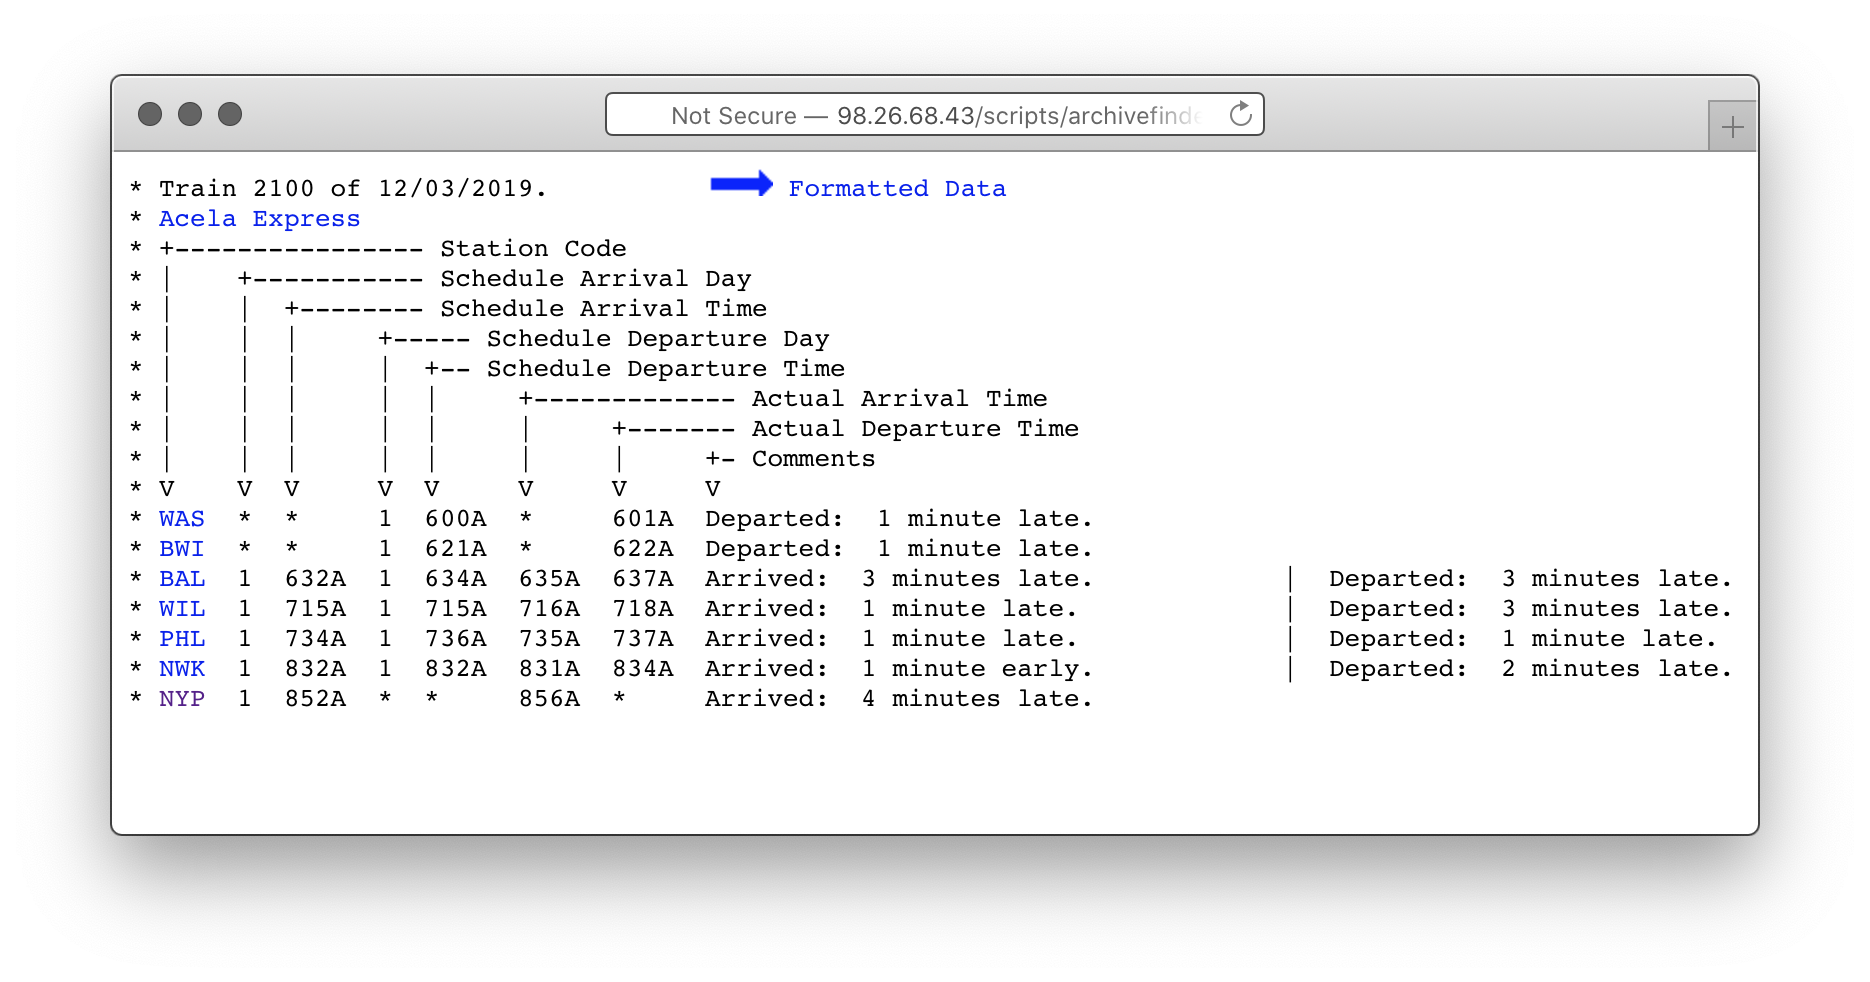 Not Secure — 98.26.68.43/scripts/archivefinde
* Train 2100 of 12/03/2019. Formatted Data
* Acela Express
* +---------------- Station Code
* |    +----------- Schedule Arrival Day
* |    |  +-------- Schedule Arrival Time
* |    |  |     +----- Schedule Departure Day
* |    |  |     |  +-- Schedule Departure Time
* |    |  |     |  |     +------------- Actual Arrival Time
* |    |  |     |  |     |     +------- Actual Departure Time
* |    |  |     |  |     |     |     +- Comments
* V    V  V     V  V     V     V     V
* WAS  *  *     1  600A  *     601A  Departed:  1 minute late.
* BWI  *  *     1  621A  *     622A  Departed:  1 minute late.
* BAL  1  632A  1  634A  635A  637A  Arrived:  3 minutes late.            |  Departed:  3 minutes late.
* WIL  1  715A  1  715A  716A  718A  Arrived:  1 minute late.             |  Departed:  3 minutes late.
* PHL  1  734A  1  736A  735A  737A  Arrived:  1 minute late.             |  Departed:  1 minute late.
* NWK  1  832A  1  832A  831A  834A  Arrived:  1 minute early.            |  Departed:  2 minutes late.
* NYP  1  852A  *  *     856A  *     Arrived:  4 minutes late.